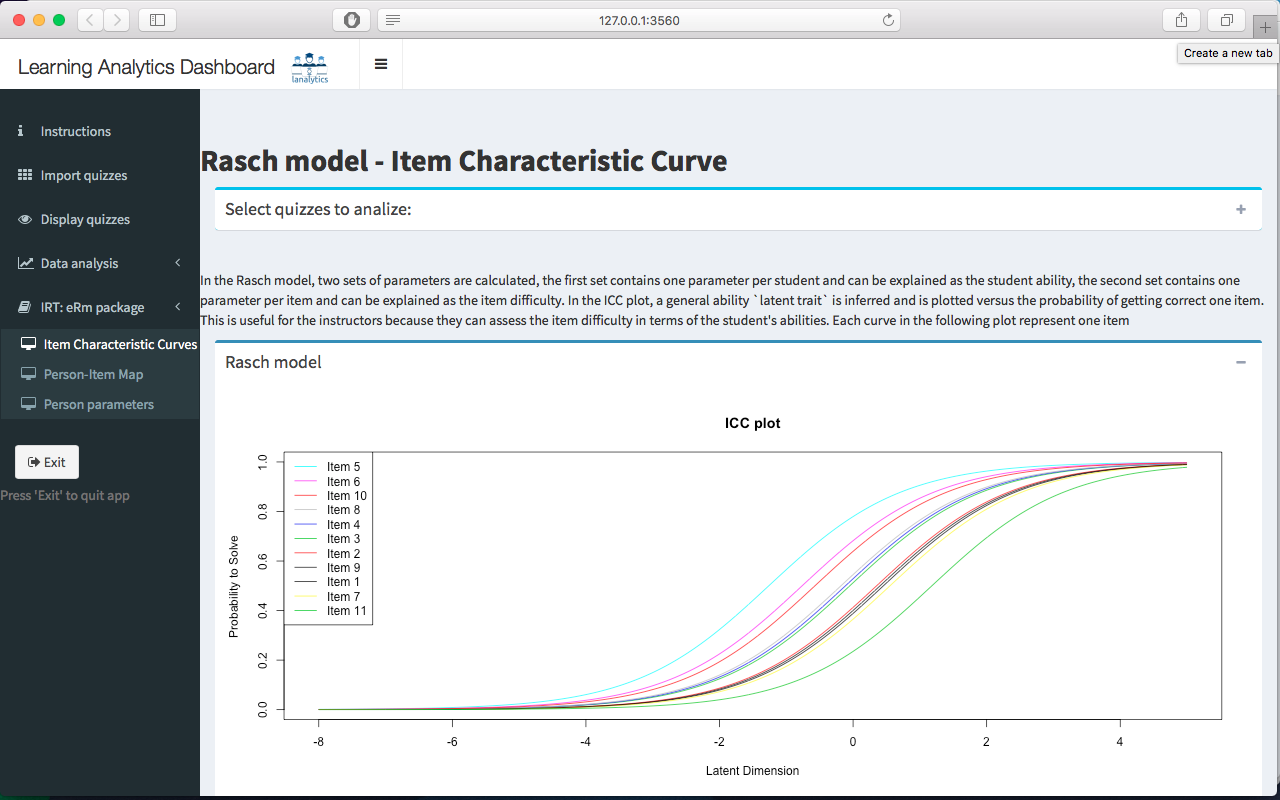 127.0.0.1:3560
Create a new tab
Learning Analytics Dashboard
lanalytics
Instructions
Import quizzes
Display quizzes
Data analysis
IRT: eRm package
Item Characteristic Curves
Person-Item Map
Person parameters
Exit
Press 'Exit' to quit app
Rasch model - Item Characteristic Curve
Select quizzes to analize:
In the Rasch model, two sets of parameters are calculated, the first set contains one parameter per student and can be explained as the student ability, the second set contains one
parameter per item and can be explained as the item difficulty. In the ICC plot, a general ability `latent trait` is inferred and is plotted versus the probability of getting correct one item.
This is useful for the instructors because they can assess the item difficulty in terms of the student's abilities. Each curve in the following plot represent one item
Rasch model
ICC plot
Probability to Solve
1.0
0.8
0.6
0.4
0.2
0.0
Item 5
Item 6
Item 10
Item 8
Item 4
Item 3
Item 2
Item 9
Item 1
Item 7
Item 11
-8 -6 -4 -2 0 2 4
Latent Dimension